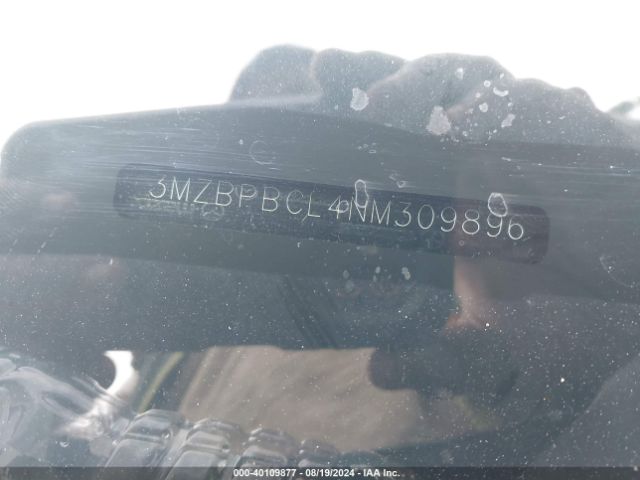 3MZBPBCL4NM309896
000-40109877 - 08/19/2024 - IAA Inc.